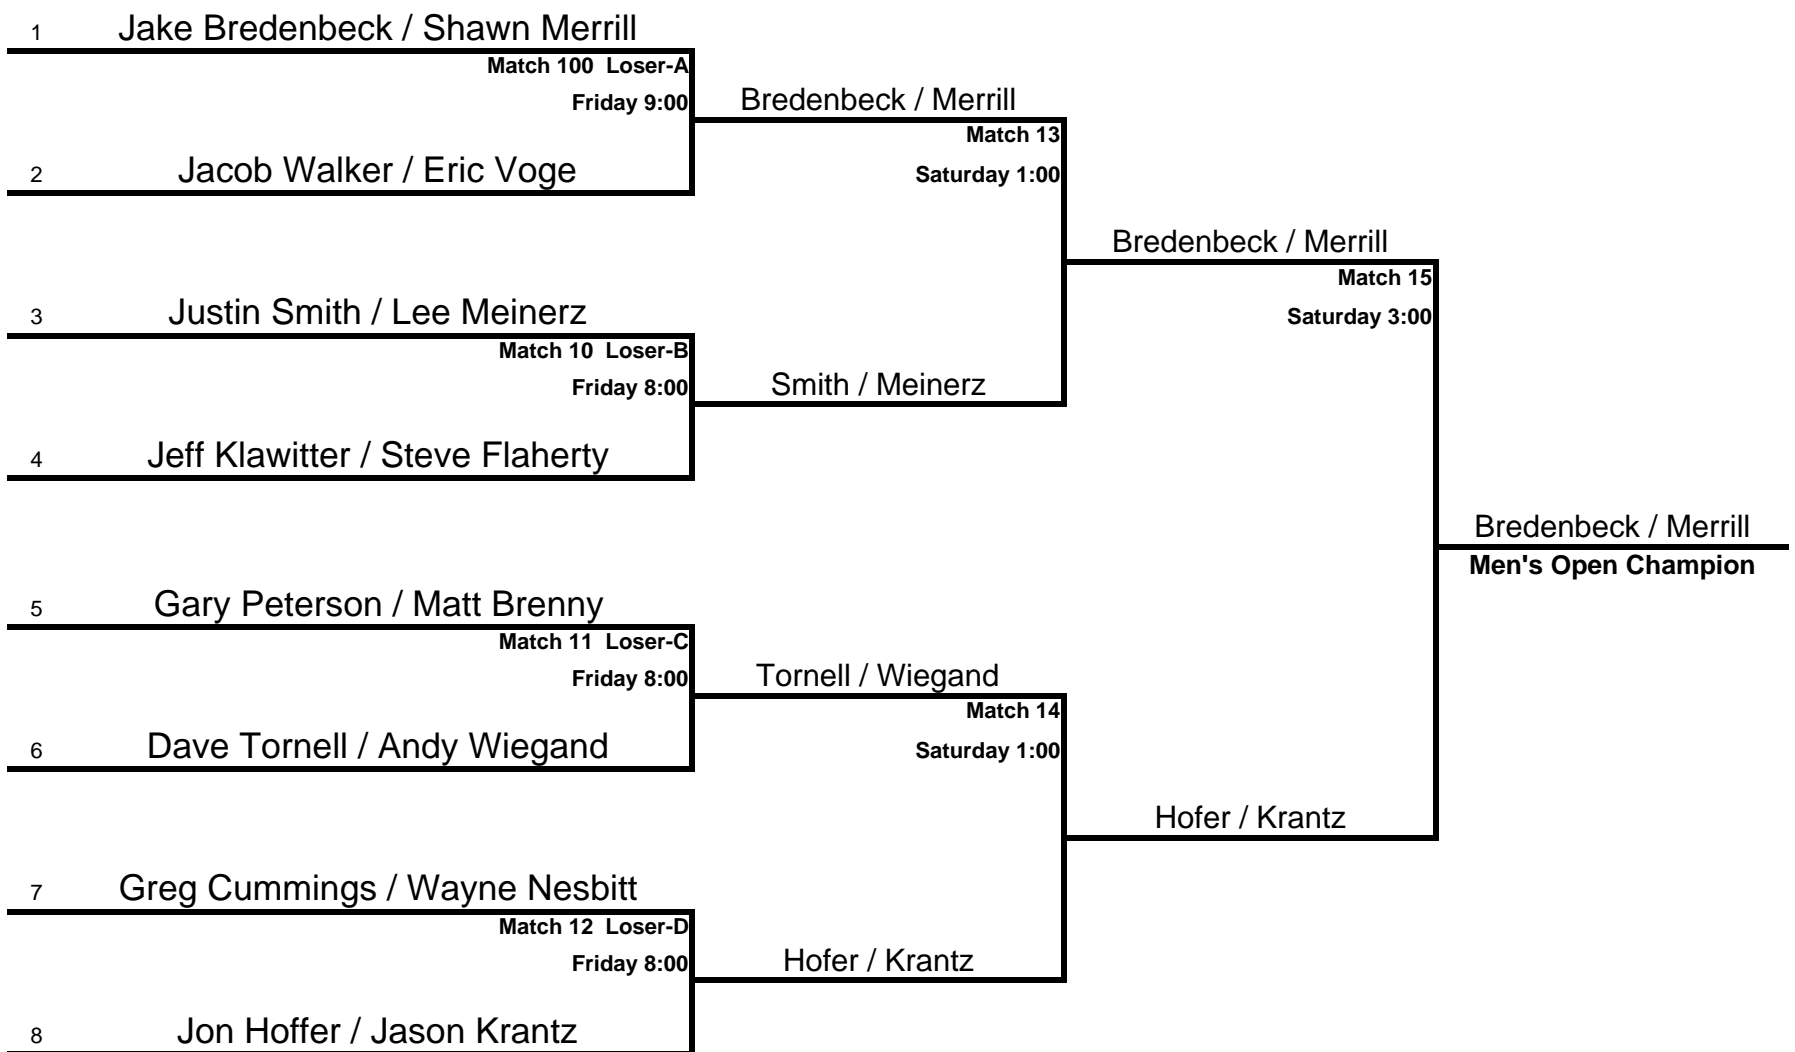 1 Jake Bredenbeck / Shawn Merrill
Match 100 Loser-A
Friday 9:00
Bredenbeck / Merrill
Match 13
2 Jacob Walker / Eric Voge
Saturday 1:00
Bredenbeck / Merrill
Match 15
3 Justin Smith / Lee Meinerz
Saturday 3:00
Match 10 Loser-B
Friday 8:00
Smith / Meinerz
4 Jeff Klawitter / Steve Flaherty
Bredenbeck / Merrill
Men's Open Champion
5 Gary Peterson / Matt Brenny
Match 11 Loser-C
Friday 8:00
Tornell / Wiegand
Match 14
6 Dave Tornell / Andy Wiegand
Saturday 1:00
Hofer / Krantz
7 Greg Cummings / Wayne Nesbitt
Match 12 Loser-D
Friday 8:00
Hofer / Krantz
8 Jon Hoffer / Jason Krantz